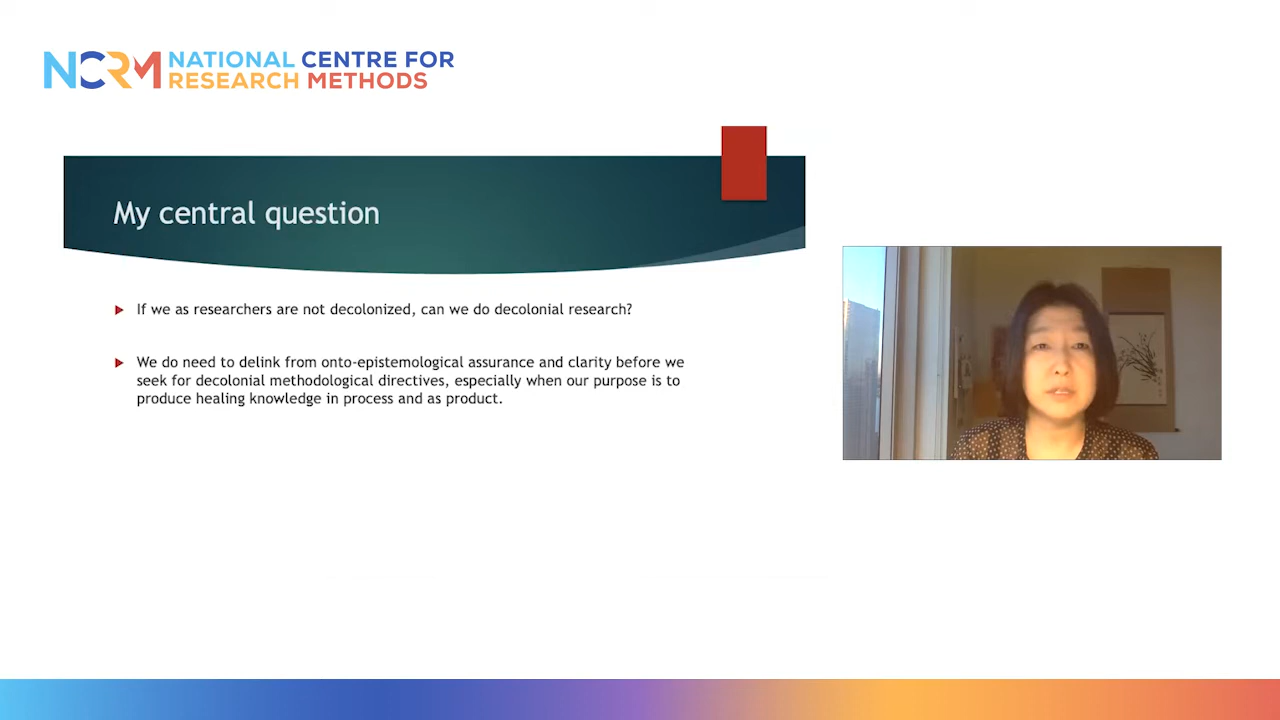 NCRM NATIONAL CENTRE FOR
RESEARCH METHODS
My central question
If we as researchers are not decolonized, can we do decolonial research?
We do need to delink from onto-epistemological assurance and clarity before we
seek for decolonial methodological directives, especially when our purpose is to
produce healing knowledge in process and as product.